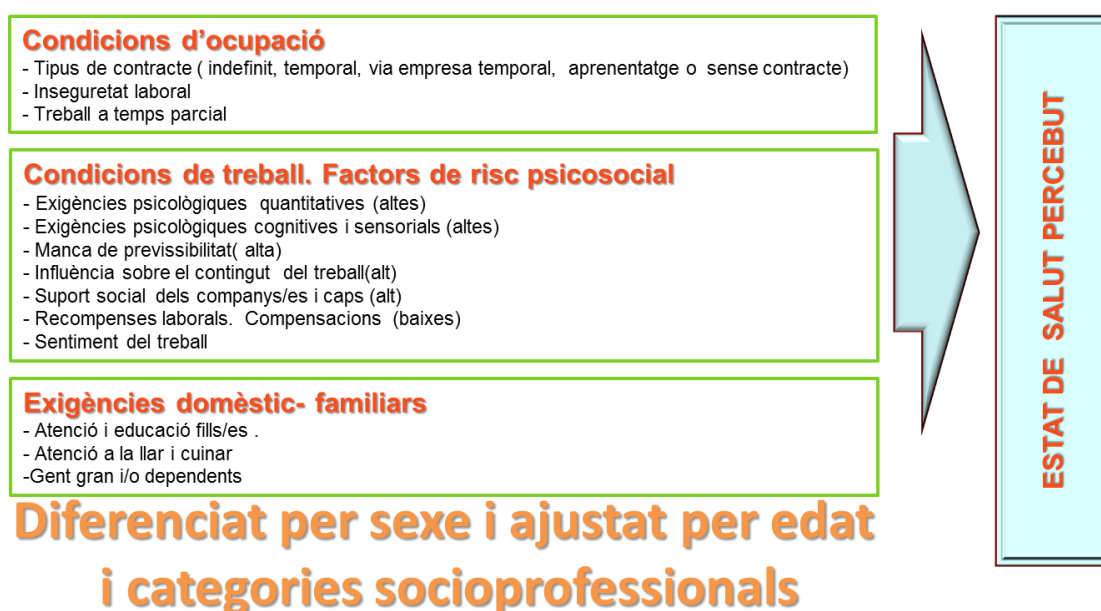 Condicions d'ocupació
- Tipus de contracte ( indefinit, temporal, via empresa temporal, aprenentatge o sense contracte)
- Inseguretat laboral
- Treball a temps parcial
Condicions de treball. Factors de risc psicosocial
- Exigències psicològiques quantitatives (altes)
- Exigències psicològiques cognitives i sensorials (altes)
- Manca de previssibilitat( alta)
- Influència sobre el contingut del treball(alt)
- Suport social dels companys/es i caps (alt)
- Recompenses laborals. Compensacions (baixes)
- Sentiment del treball
Exigències domèstic- familiars
- Atenció i educació fills/es .
- Atenció a la llar i cuinar
-Gent gran i/o dependents
Diferenciat per sexe i ajustat per edat
i categories socioprofessionals
ESTAT DE SALUT PERCEBUT